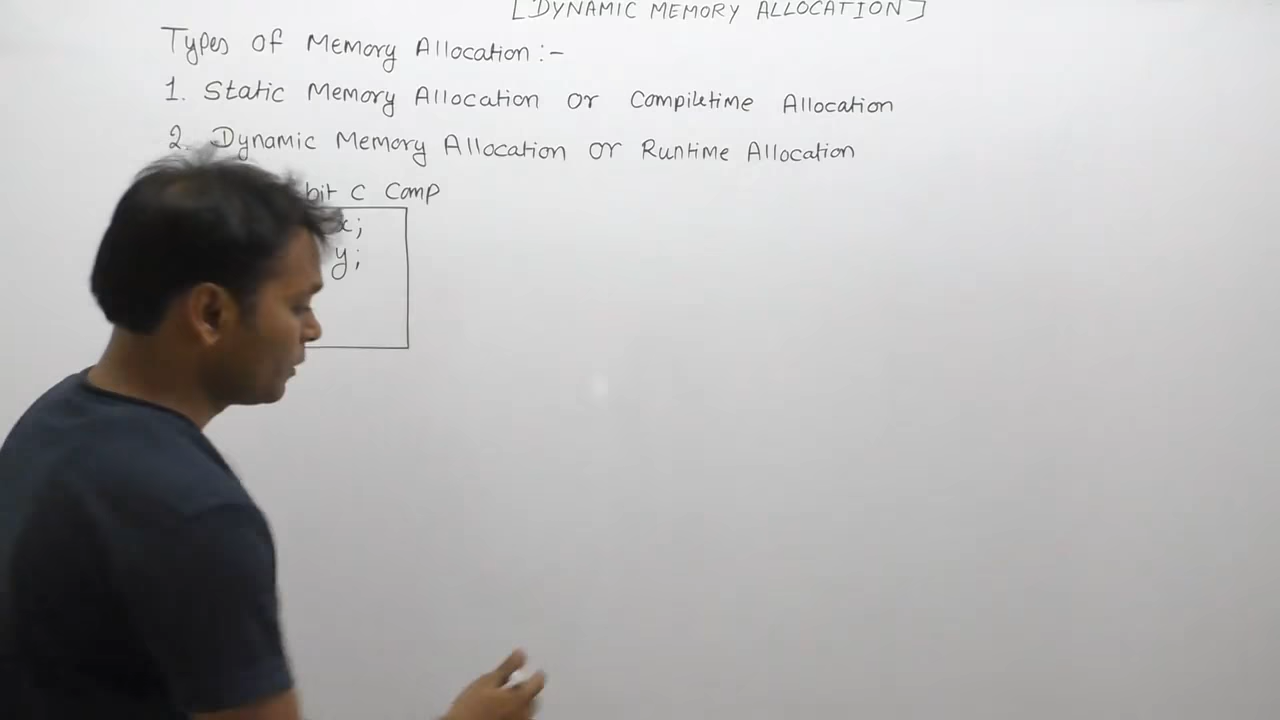 [DYNAMIC MEMORY ALLOCATION]
Types of Memory Allocation :-
1. Static Memory Allocation or Compiletime Allocation
2. Dynamic Memory Allocation or Runtime Allocation
bit C Comp
x;
y;